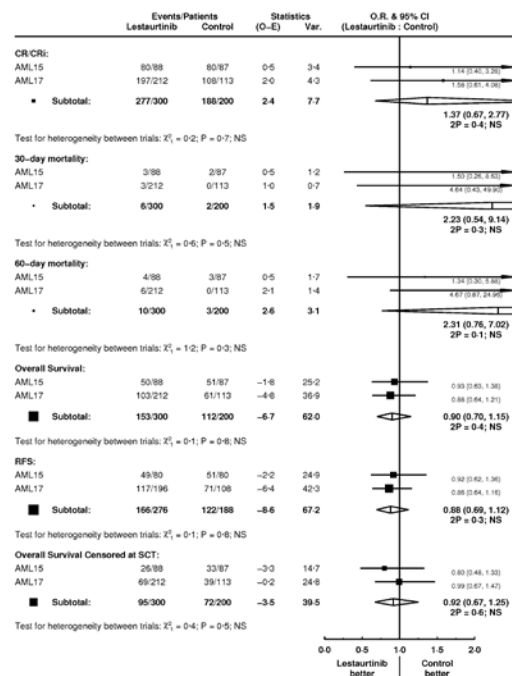 Events/Patients Statistics O.R. & 95% CI
Lestaurtinib Control (O–E) Var. (Lestaurtinib : Control)
CR/CRi:
AML15 80/88 80/87 0·5 3·4 1.14 (0.40, 3.28)
AML17 197/212 108/113 2·0 4·3 1.58 (0.61, 4.06)
Subtotal: 277/300 188/200 2·4 7·7 1.37 (0.67, 2.77)
2P = 0·4; NS
Test for heterogeneity between trials: χ²₁ = 0·2; P = 0·7; NS
30–day mortality:
AML15 3/88 2/87 0·5 1·2 1.50 (0.26, 8.63)
AML17 3/212 0/113 1·0 0·7 4.64 (0.43, 49.90)
Subtotal: 6/300 2/200 1·5 1·9 2.23 (0.54, 9.14)
2P = 0·3; NS
Test for heterogeneity between trials: χ²₁ = 0·6; P = 0·5; NS
60–day mortality:
AML15 4/88 3/87 0·5 1·7 1.34 (0.30, 5.88)
AML17 6/212 0/113 2·1 1·4 4.67 (0.87, 24.96)
Subtotal: 10/300 3/200 2·6 3·1 2.31 (0.76, 7.02)
2P = 0·1; NS
Test for heterogeneity between trials: χ²₁ = 1·2; P = 0·3; NS
Overall Survival:
AML15 50/88 51/87 –1·8 25·2 0.93 (0.63, 1.38)
AML17 103/212 61/113 –4·8 36·9 0.88 (0.64, 1.21)
Subtotal: 153/300 112/200 –6·7 62·0 0.90 (0.70, 1.15)
2P = 0·4; NS
Test for heterogeneity between trials: χ²₁ = 0·1; P = 0·8; NS
RFS:
AML15 49/80 51/80 –2·2 24·9 0.92 (0.62, 1.36)
AML17 117/196 71/108 –6·4 42·3 0.86 (0.64, 1.16)
Subtotal: 166/276 122/188 –8·6 67·2 0.88 (0.69, 1.12)
2P = 0·3; NS
Test for heterogeneity between trials: χ²₁ = 0·1; P = 0·8; NS
Overall Survival Censored at SCT:
AML15 26/88 33/87 –3·3 14·7 0.80 (0.48, 1.33)
AML17 69/212 39/113 –0·2 24·8 0.99 (0.67, 1.47)
Subtotal: 95/300 72/200 –3·5 39·5 0.92 (0.67, 1.25)
2P = 0·6; NS
Test for heterogeneity between trials: χ²₁ = 0·4; P = 0·5; NS
0·0 0·5 1·0 1·5 2·0
Lestaurtinib Control
better better